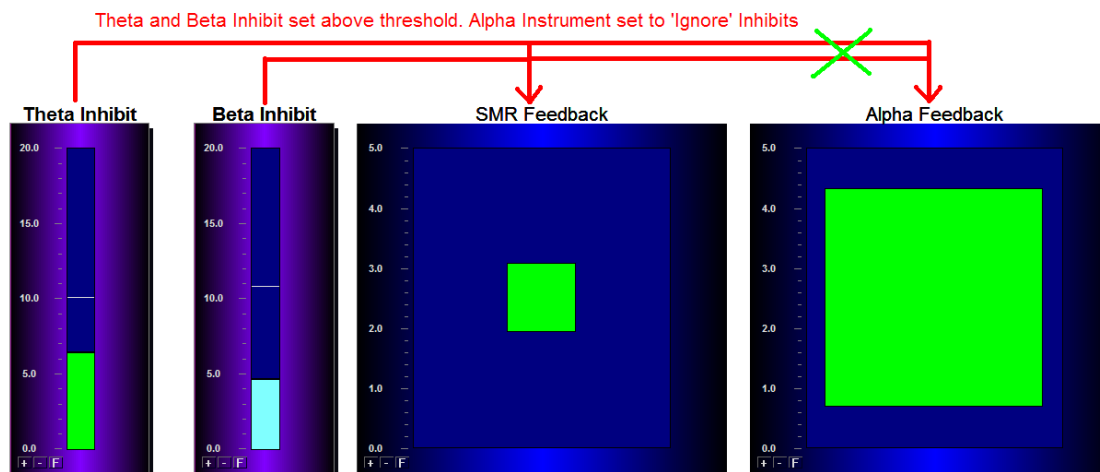 Theta and Beta Inhibit set above threshold. Alpha Instrument set to 'Ignore' Inhibits
Theta Inhibit
20.0
15.0
10.0
5.0
0.0
+ - F
Beta Inhibit
20.0
15.0
10.0
5.0
0.0
+ - F
SMR Feedback
5.0
4.0
3.0
2.0
1.0
0.0
+ - F
Alpha Feedback
5.0
4.0
3.0
2.0
1.0
0.0
+ - F